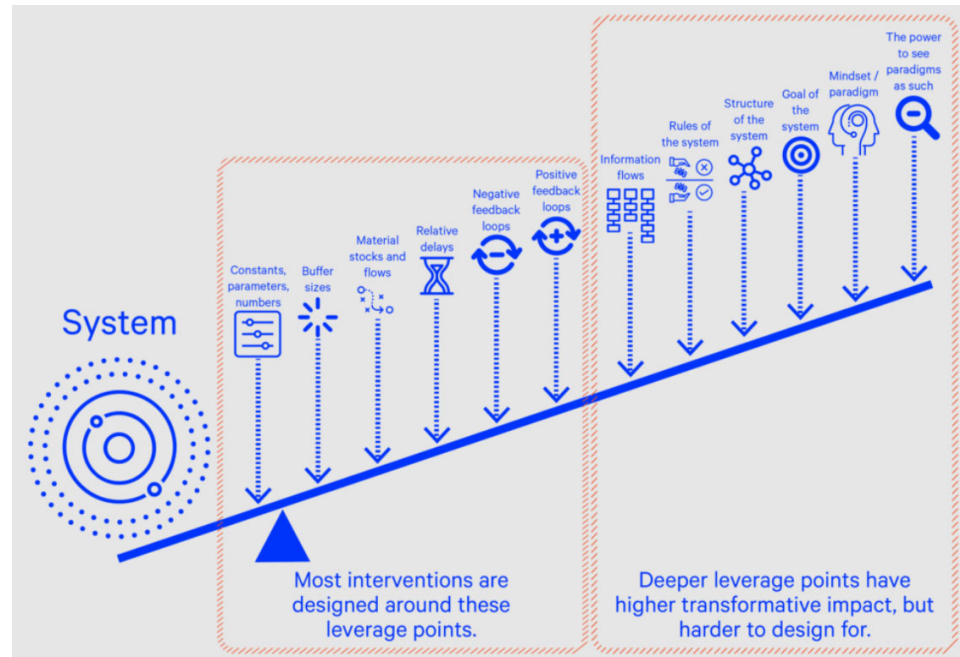 System
Constants,
parameters,
numbers
Buffer
sizes
Material
stocks and
flows
Relative
delays
Negative
feedback
loops
Positive
feedback
loops
Information
flows
Rules of
the system
Structure
of the
system
Goal of
the
system
Mindset /
paradigm
The power
to see
paradigms
as such
Most interventions are
designed around these
leverage points.
Deeper leverage points have
higher transformative impact, but
harder to design for.